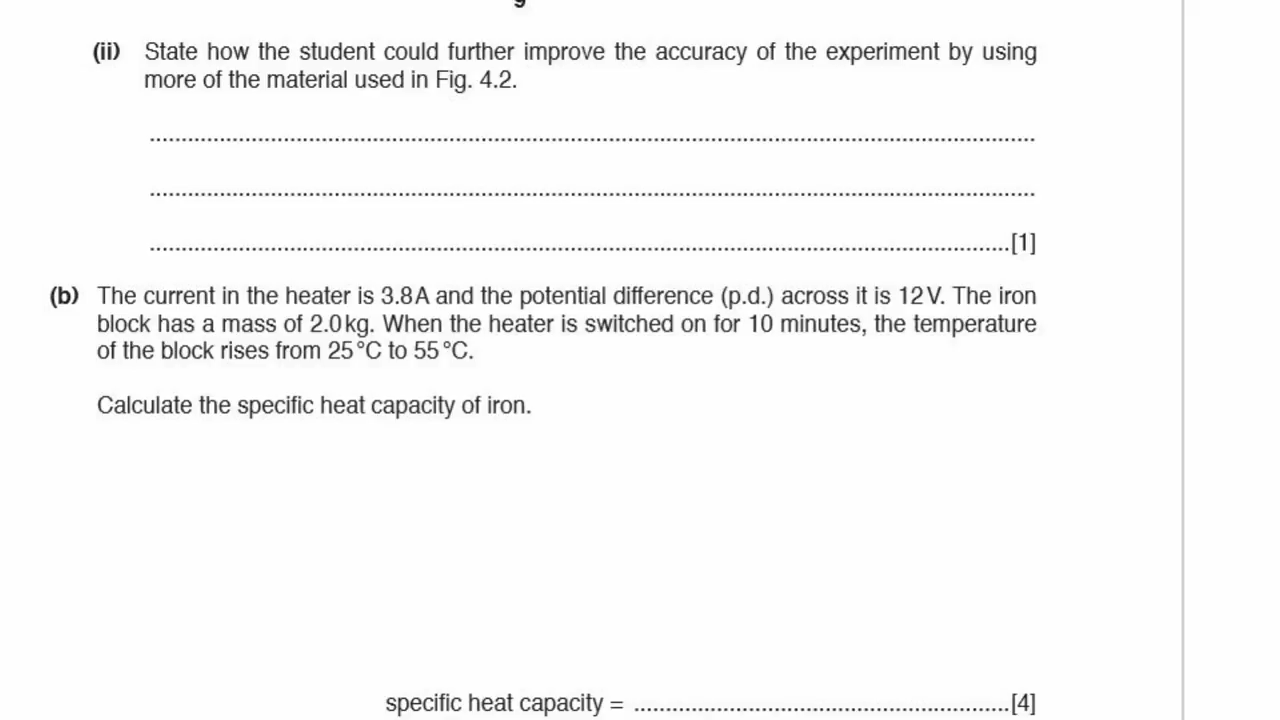 (ii) State how the student could further improve the accuracy of the experiment by using
more of the material used in Fig. 4.2.
..........................................................................................................................................
..........................................................................................................................................
......................................................................................................................................[1]
(b) The current in the heater is 3.8 A and the potential difference (p.d.) across it is 12 V. The iron
block has a mass of 2.0 kg. When the heater is switched on for 10 minutes, the temperature
of the block rises from 25 °C to 55 °C.
Calculate the specific heat capacity of iron.
specific heat capacity = ..........................................................[4]